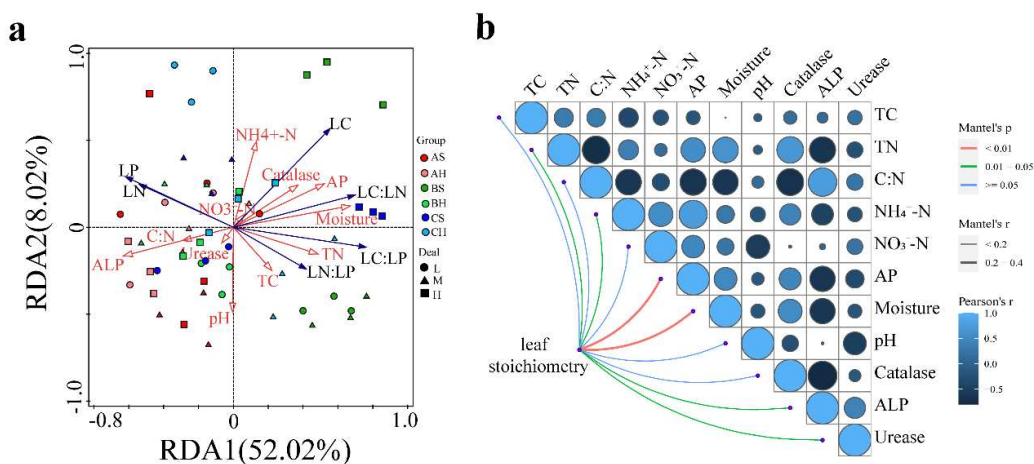 a
1.0
LC
NH4+-N
LP
LN
Catalase
AP
LC:LN
NO3--N
Moisture
C:N
Urease
ALP
LC:LP
TN
TC
LN:LP
pH
RDA2(8.02%)
-1.0
-0.8
0
1.0
RDA1(52.02%)
Group
AS
AH
BS
BH
CS
CH
Deal
L
M
H
b
TC
TN
C:N
NH₄⁺-N
NO₃⁻-N
AP
Moisture
pH
Catalase
ALP
Urease
TC
TN
C:N
NH₄⁻-N
NO₃-N
AP
Moisture
pH
Catalase
ALP
Urease
leaf
stoichiometry
Mantel's p
< 0.01
0.01 − 0.05
>= 0.05
Mantel's r
< 0.2
0.2 − 0.4
Pearson's r
1.0
0.5
0.0
−0.5